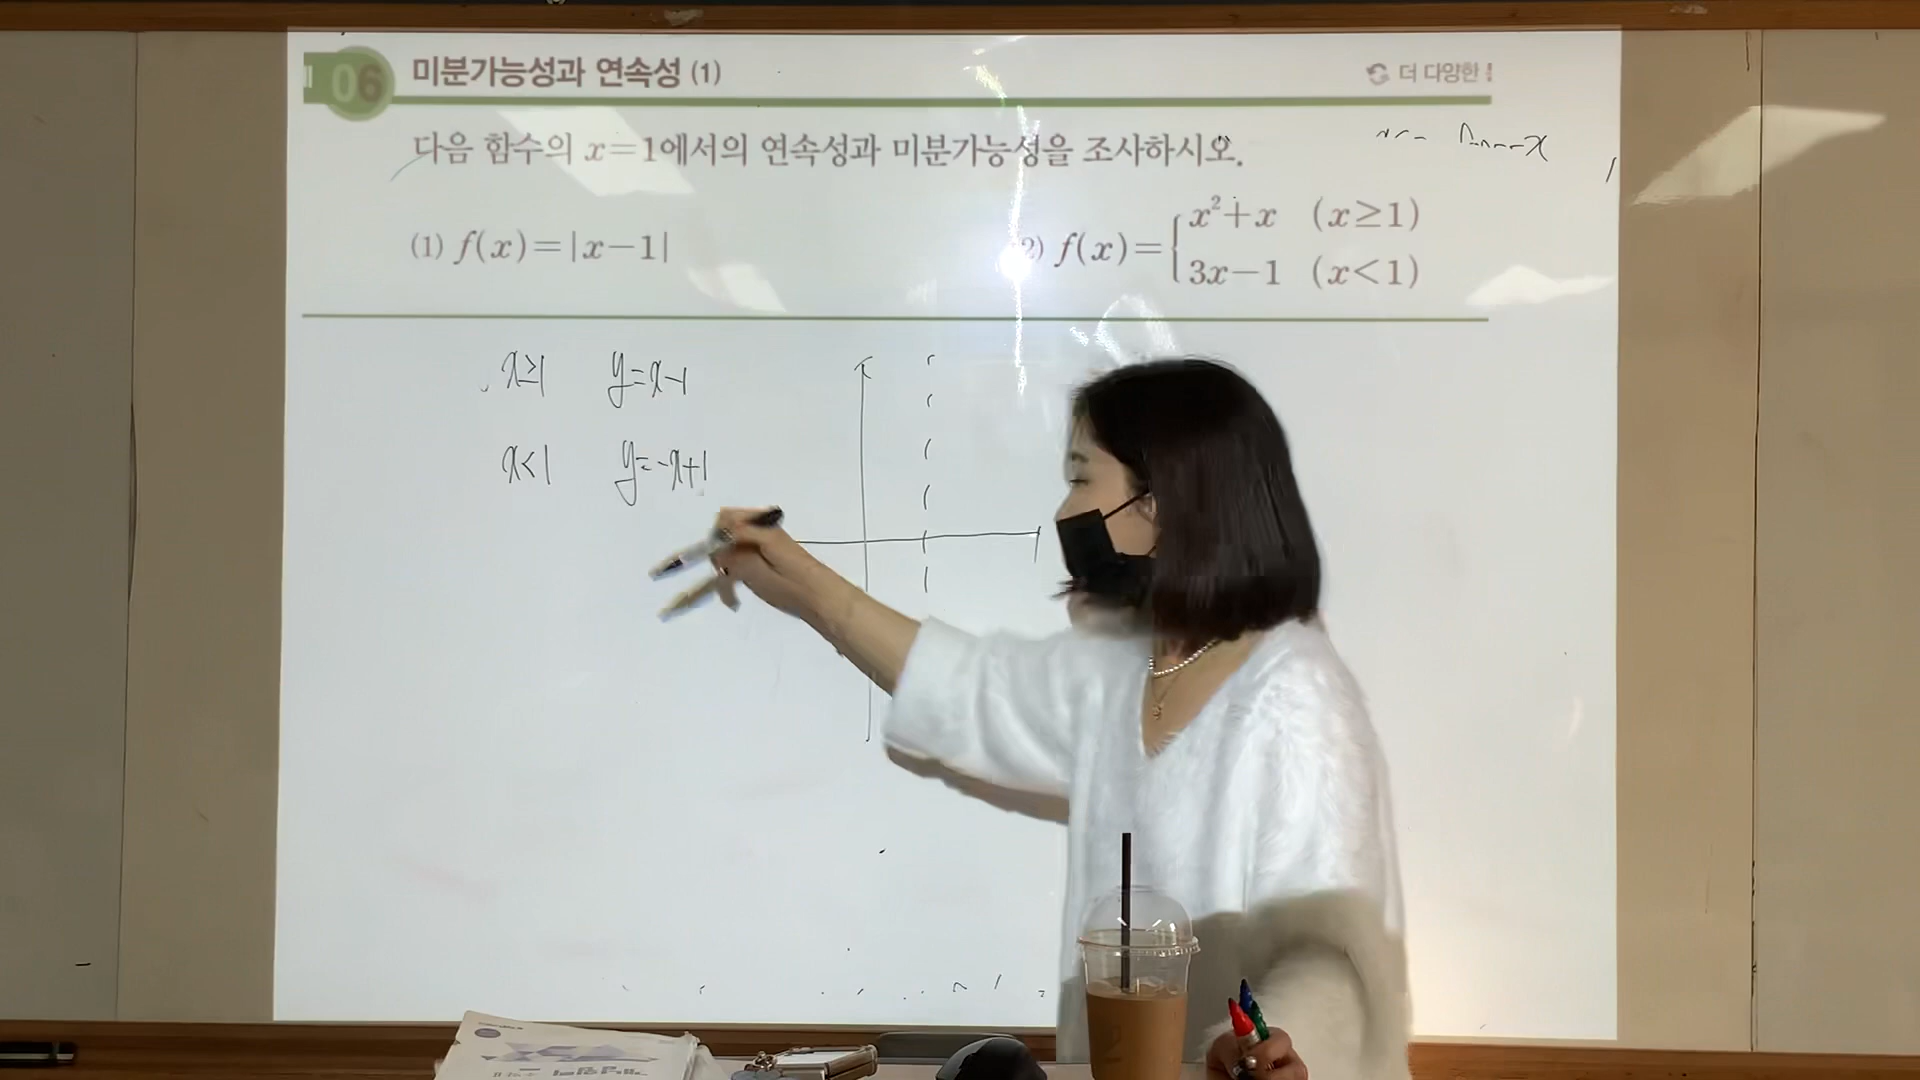 06 미분가능성과 연속성 (1)
더 다양한
다음 함수의 x=1에서의 연속성과 미분가능성을 조사하시오.
(1) f(x)=|x-1|
2) f(x)={x²+x (x≥1)
3x-1 (x<1)
x≥1 y=x-1
x<1 y=-x+1